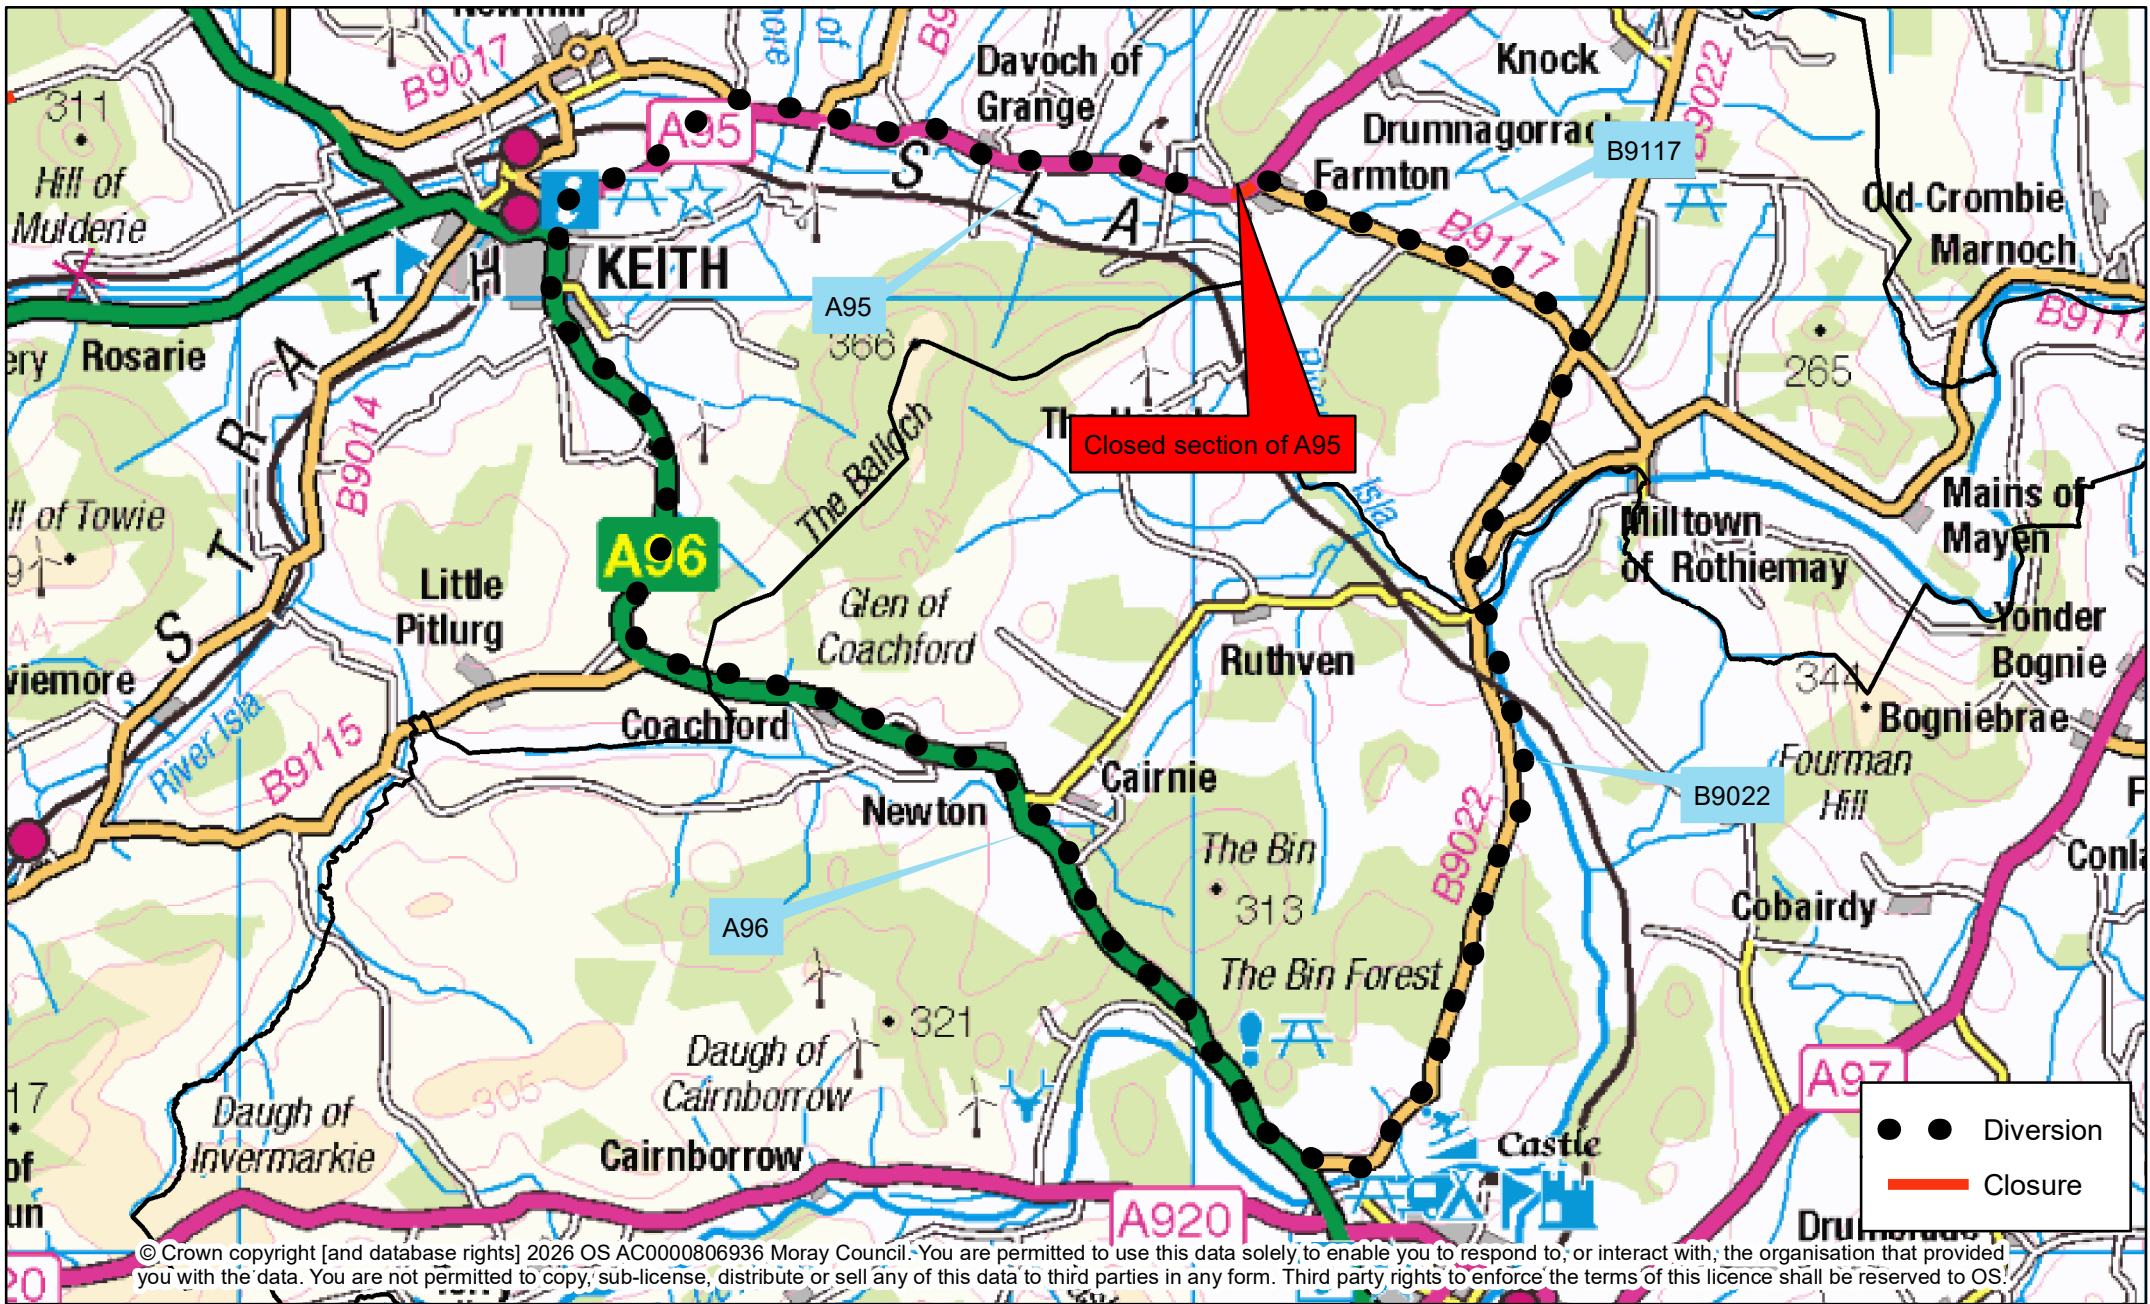 B9017
Davoch of
Grange
Knock
B9022
311
A95
Drumnagorrach
B9117
Farmton
Hill of
Mulderie
I S L A
Old Crombie
Marnoch
B9117
KEITH
A95
B9117
S T R A T H
Rosarie
366
265
B9014
The Balloch
Closed section of A95
Isla
Mains of
Mayen
Milltown
of Rothiemay
A96
244
Little
Pitlurg
Glen of
Coachford
Ruthven
Yonder
Bognie
344
Bogniebrae
River Isla
B9115
Coachford
Fourman
Hill
B9022
Cairnie
Newton
B9022
The Bin
313
Cobairdy
A96
The Bin Forest
321
Daugh of
Cairnborrow
305
A97
Daugh of
Invermarkie
Cairnborrow
Castle
Diversion
Closure
A920
© Crown copyright [and database rights] 2026 OS AC0000806936 Moray Council. You are permitted to use this data solely to enable you to respond to, or interact with, the organisation that provided
you with the data. You are not permitted to copy, sub-license, distribute or sell any of this data to third parties in any form. Third party rights to enforce the terms of this licence shall be reserved to OS.